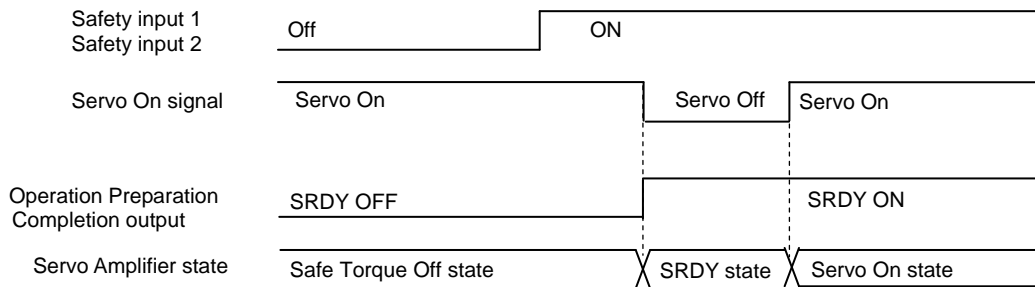 Safety input 1
Safety input 2
Off
ON
Servo On signal
Servo On
Servo Off
Servo On
Operation Preparation
Completion output
SRDY OFF
SRDY ON
Servo Amplifier state
Safe Torque Off state
SRDY state
Servo On state